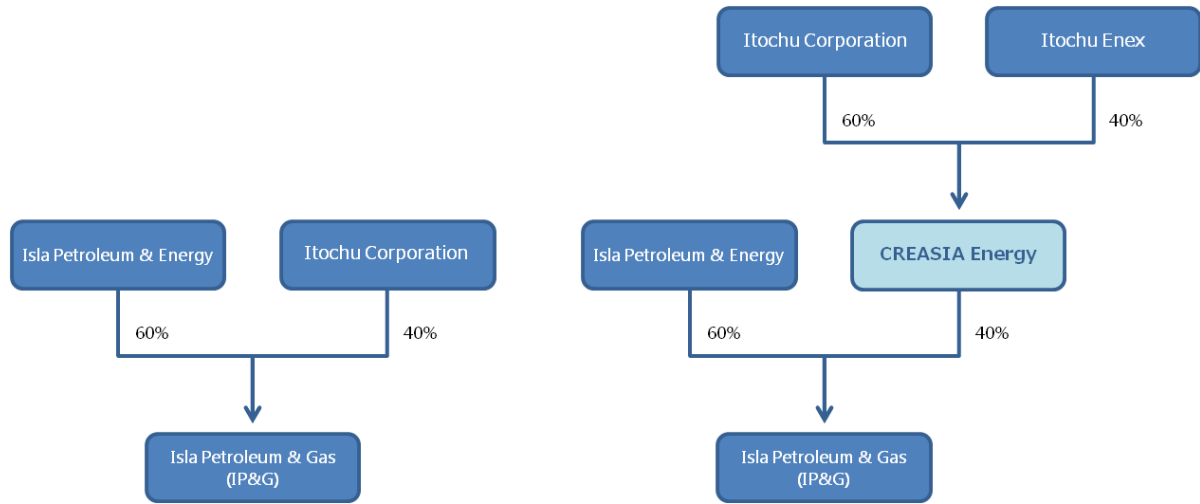 Itochu Corporation
Itochu Enex
60%
40%
Isla Petroleum & Energy
Itochu Corporation
Isla Petroleum & Energy
CREASIA Energy
60%
40%
60%
40%
Isla Petroleum & Gas
(IP&G)
Isla Petroleum & Gas
(IP&G)